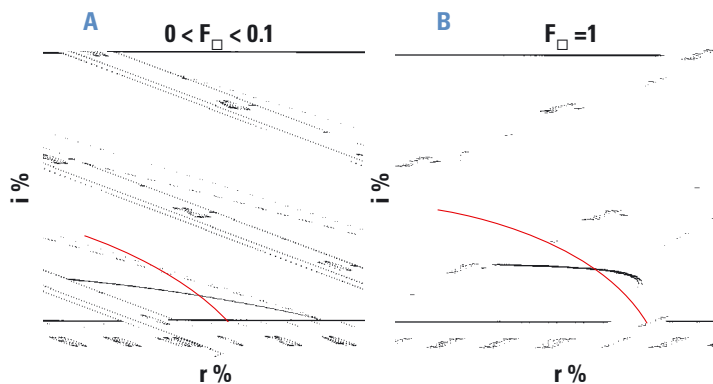 A
0 < F□ < 0.1
B
F□ =1
i %
i %
r %
r %